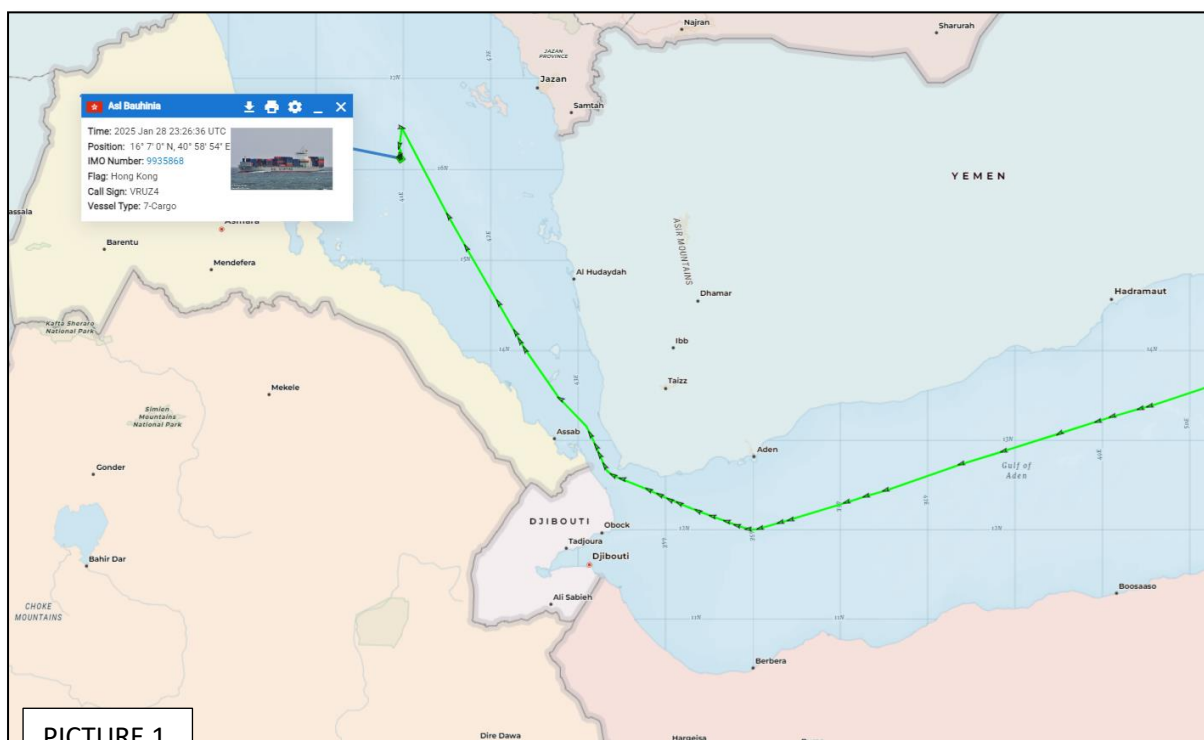 Najran
Sharurah
JAZAN
PROVINCE
Jazan
Samtah
Asl Bauhinia
Time: 2025 Jan 28 23:26:36 UTC
Position: 16° 7' 0" N, 40° 58' 54" E
IMO Number: 9935868
Flag: Hong Kong
Call Sign: VRUZ4
Vessel Type: 7-Cargo
YEMEN
assala
Asmara
Barentu
Mendefera
ASIR MOUNTAINS
Al Hudaydah
Dhamar
Hadramaut
Kafta Sheraro
National Park
Ibb
Taizz
Mekele
Simien
Mountains
National Park
Assab
Aden
Gulf of
Aden
Gonder
DJIBOUTI
Obock
Tadjoura
Djibouti
Bahir Dar
Ali Sabieh
Boosaaso
CHOKE
MOUNTAINS
Berbera
PICTURE 1
Dire Dawa
Hargeisa